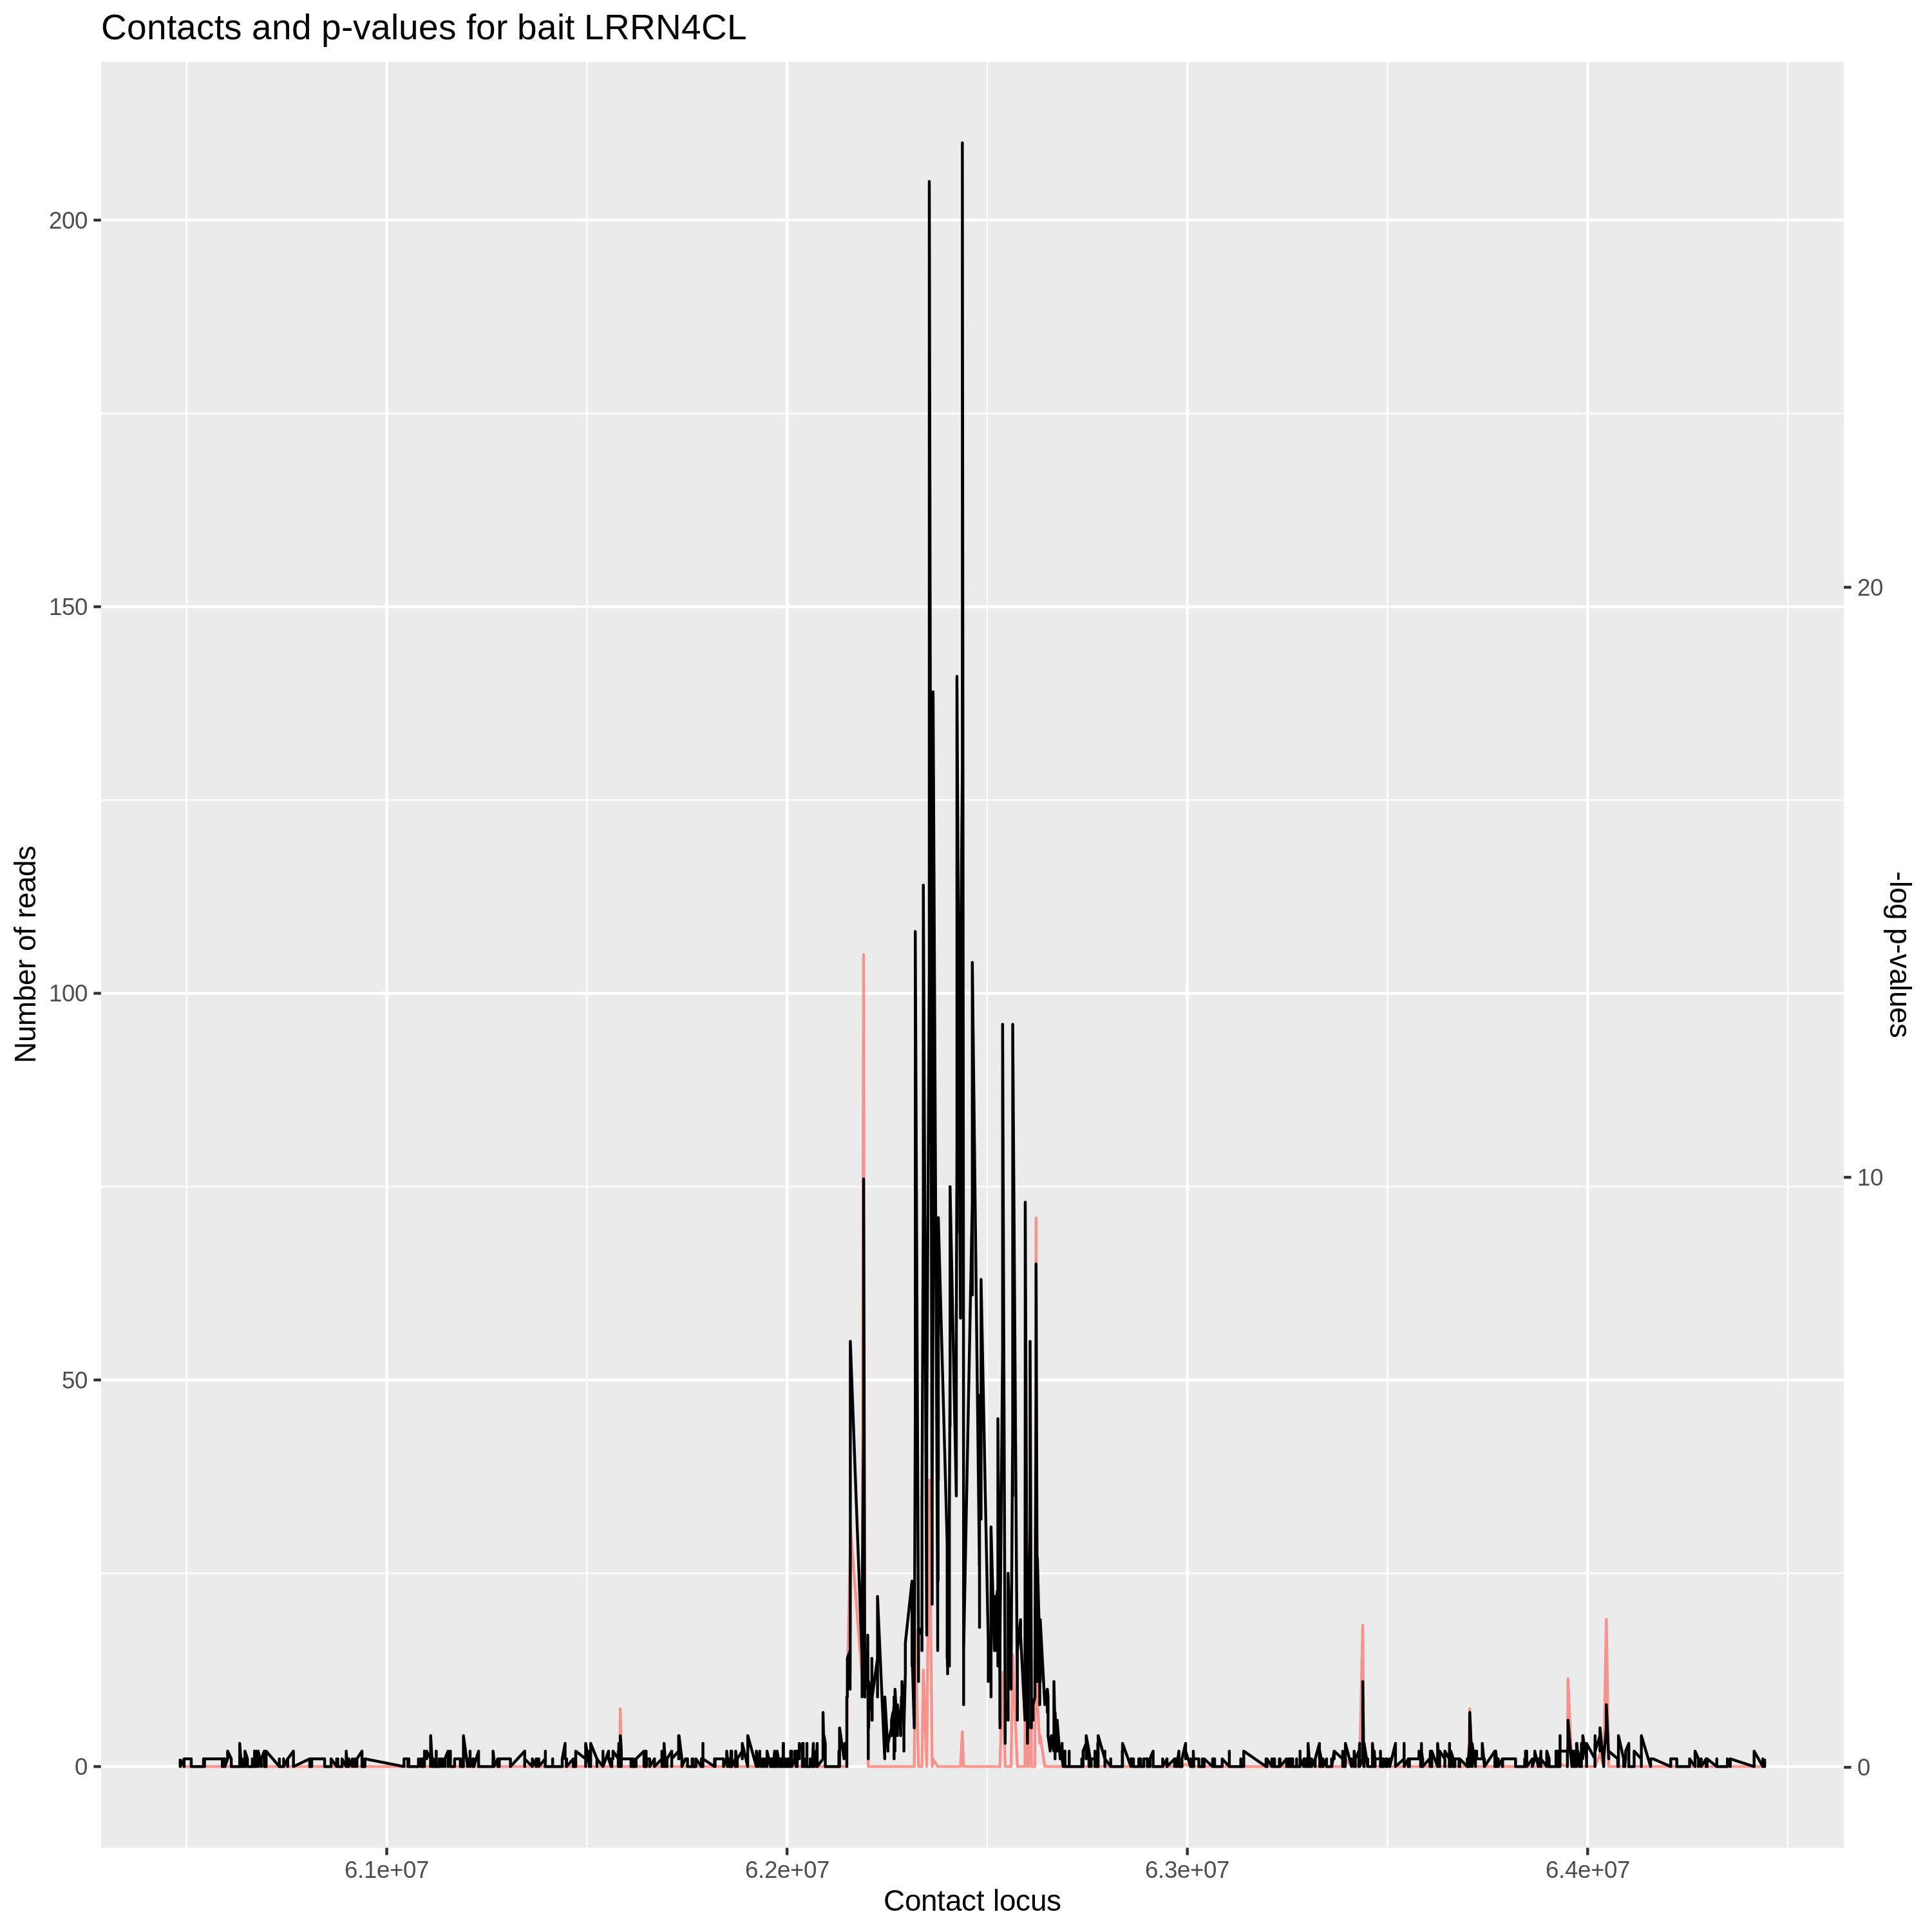 Contacts and p-values for bait LRRN4CL
200
150
100
50
0
20
10
0
Number of reads
-log p-values
6.1e+07
6.2e+07
6.3e+07
6.4e+07
Contact locus